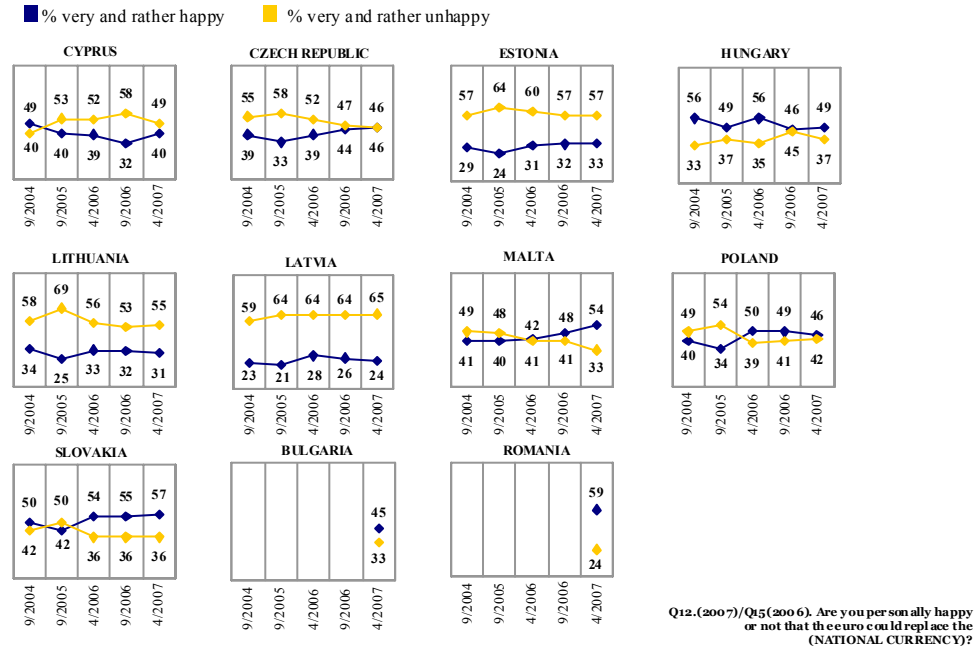 % very and rather happy % very and rather unhappy
CYPRUS CZECH REPUBLIC ESTONIA HUNGARY
49 53 52 58 49
40 40 39 32 40
55 58 52 47 46
39 33 39 44 46
57 64 60 57 57
29 24 31 32 33
56 49 56 46 49
33 37 35 45 37
9/2004 9/2005 4/2006 9/2006 4/2007
9/2004 9/2005 4/2006 9/2006 4/2007
9/2004 9/2005 4/2006 9/2006 4/2007
9/2004 9/2005 4/2006 9/2006 4/2007
LITHUANIA LATVIA MALTA POLAND
58 69 56 53 55
34 25 33 32 31
59 64 64 64 65
23 21 28 26 24
49 48 42 48 54
41 40 41 41 33
49 54 50 49 46
40 34 39 41 42
9/2004 9/2005 4/2006 9/2006 4/2007
9/2004 9/2005 4/2006 9/2006 4/2007
9/2004 9/2005 4/2006 9/2006 4/2007
9/2004 9/2005 4/2006 9/2006 4/2007
SLOVAKIA BULGARIA ROMANIA
50 50 54 55 57
42 42 36 36 36
45
33
59
24
9/2004 9/2005 4/2006 9/2006 4/2007
9/2004 9/2005 4/2006 9/2006 4/2007
9/2004 9/2005 4/2006 9/2006 4/2007
Q12.(2007)/Q15(2006). Are you personally happy
or not that the euro could replace the
(NATIONAL CURRENCY)?